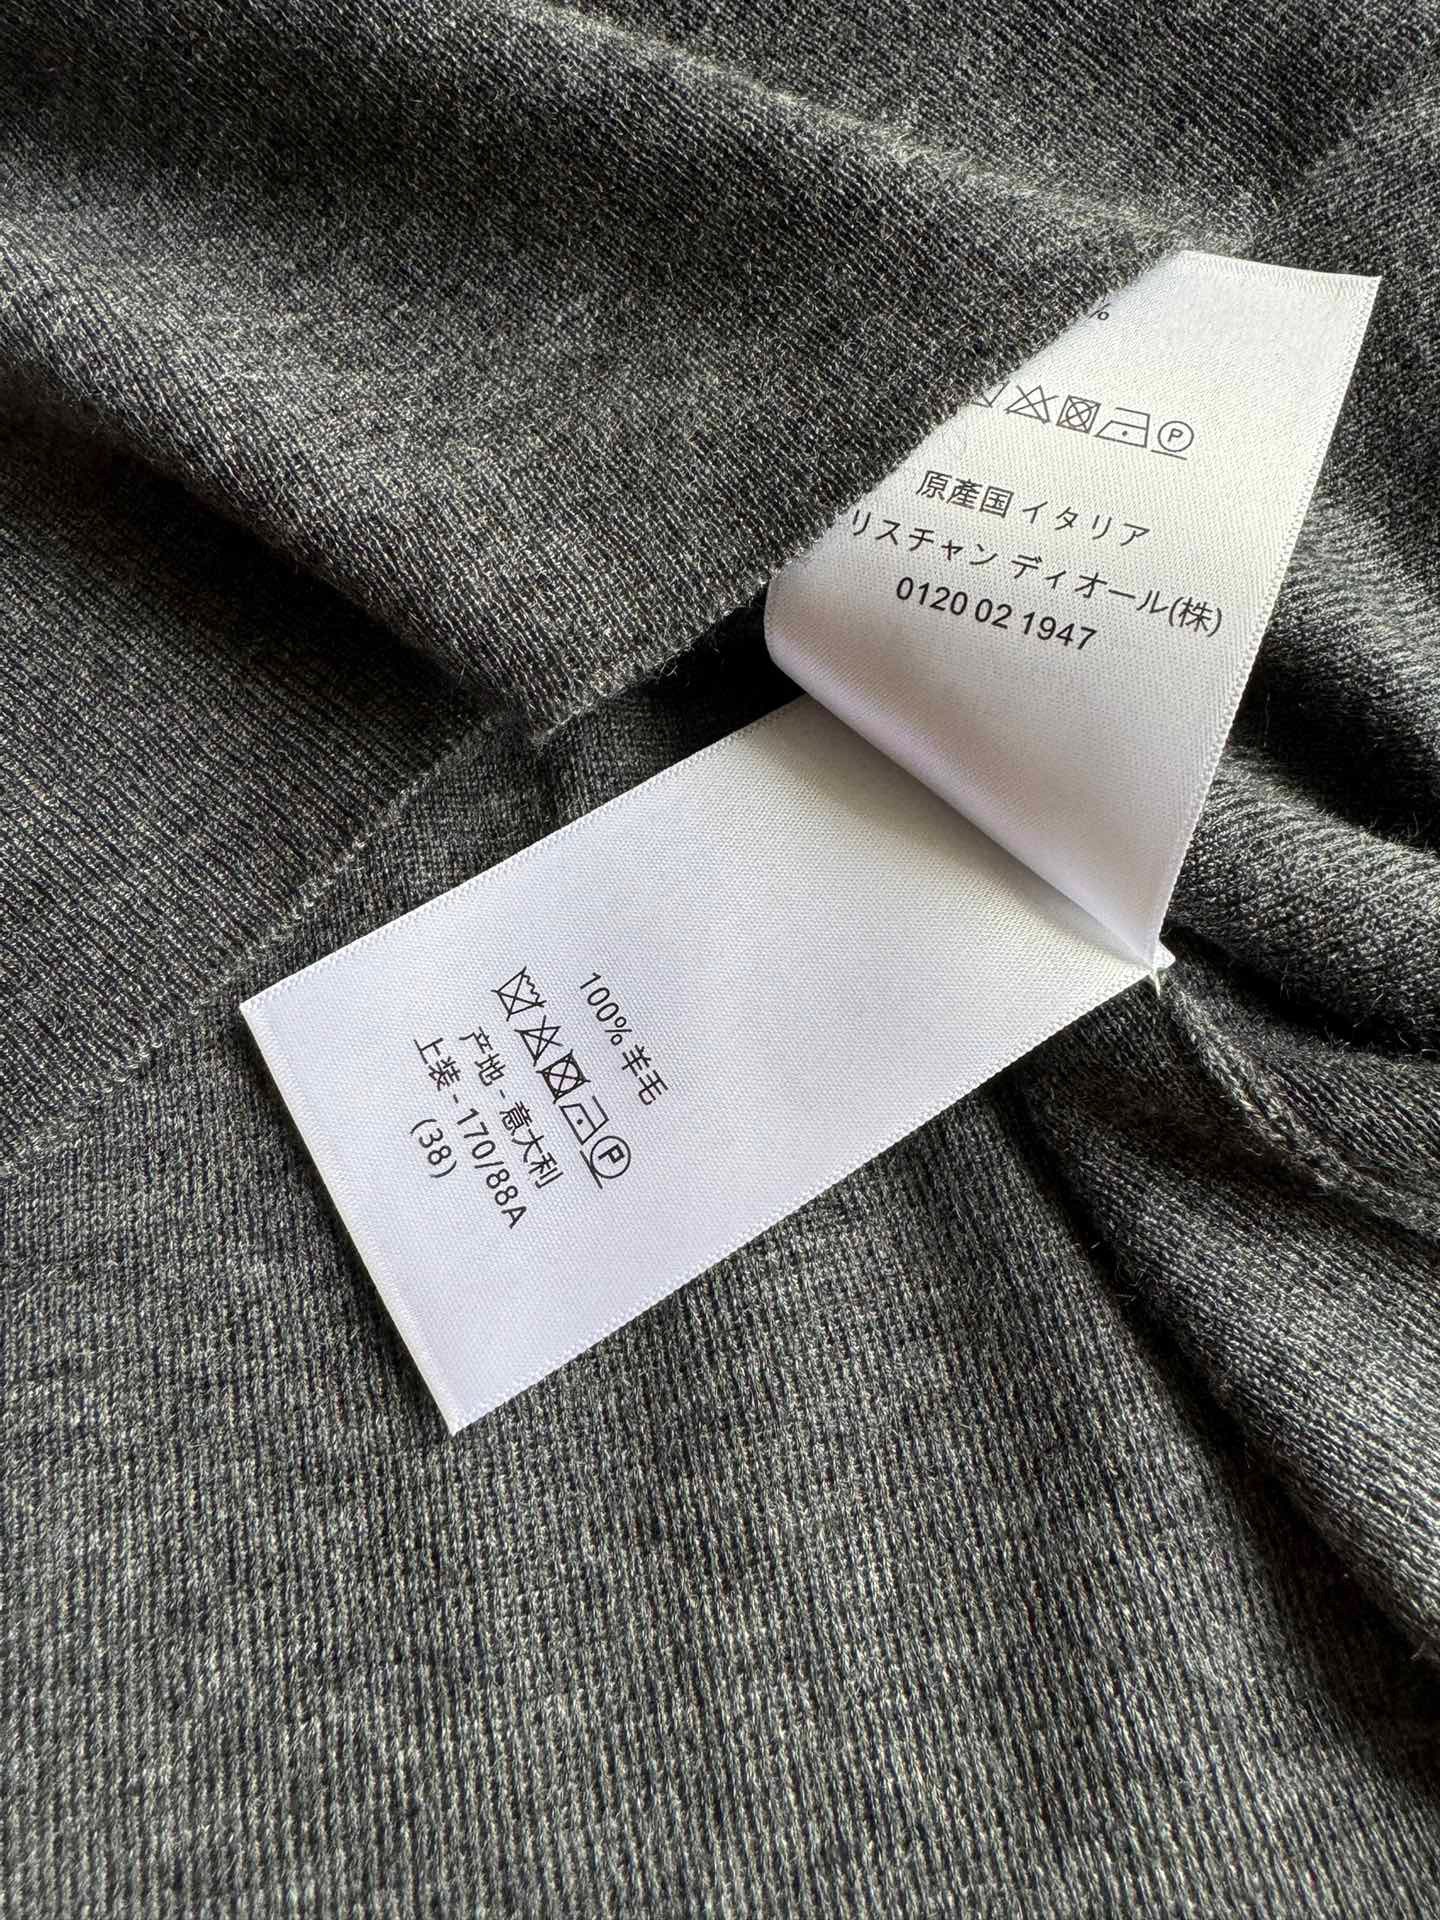 %
原產国 イタリア
リスチャン ディオール(株)
0120 02 1947
100% 羊毛
产地 - 意大利
上装 - 170/88A
(38)